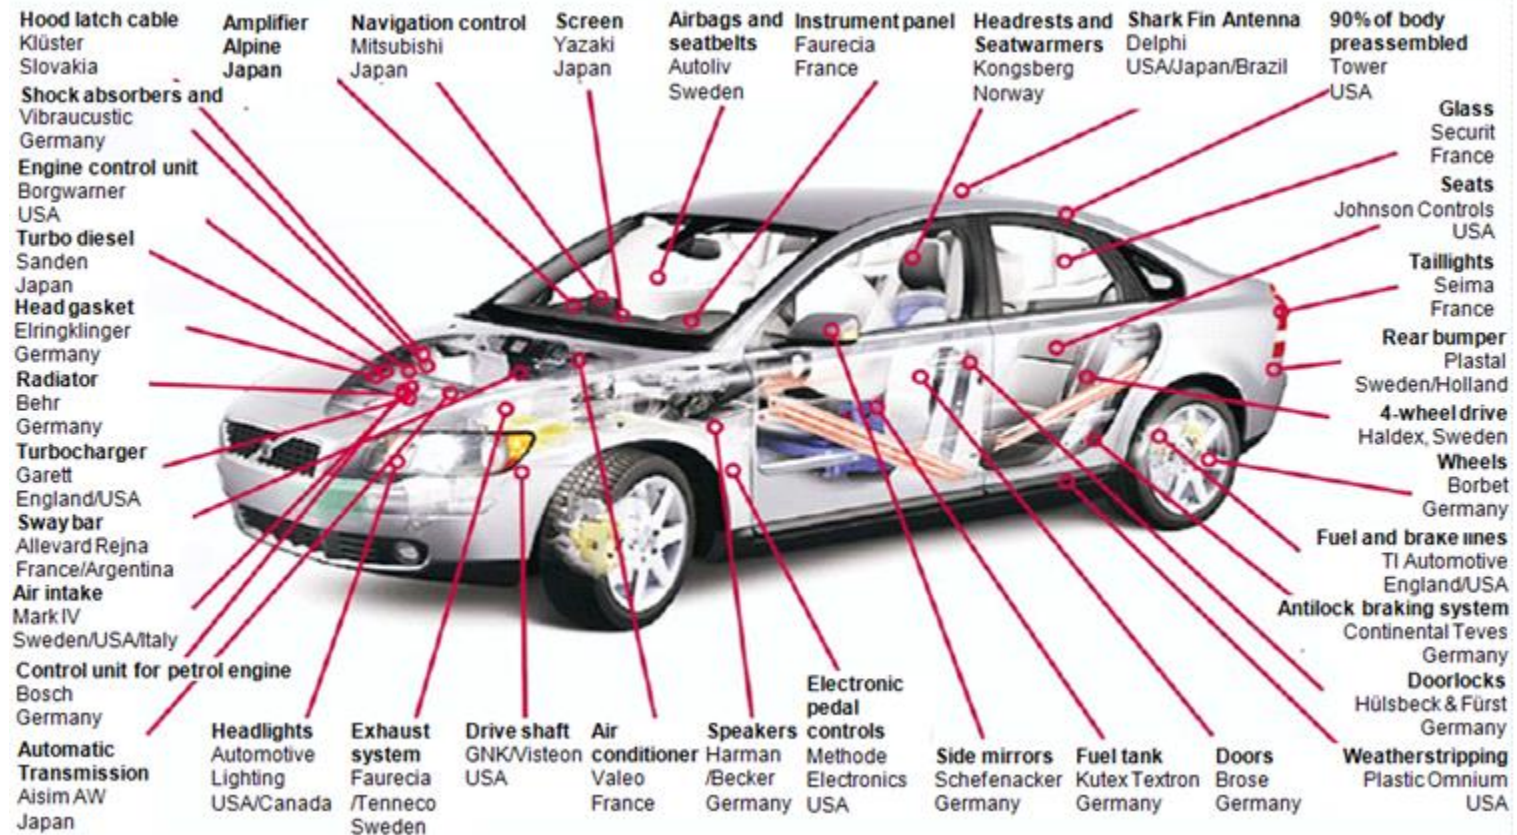 Hood latch cable
Klüster
Slovakia
Shock absorbers and
Vibraucustic
Germany
Engine control unit
Borgwarner
USA
Turbo diesel
Sanden
Japan
Head gasket
Elringklinger
Germany
Radiator
Behr
Germany
Turbocharger
Garett
England/USA
Sway bar
Allevard Rejna
France/Argentina
Air intake
Mark IV
Sweden/USA/Italy
Control unit for petrol engine
Bosch
Germany
Automatic
Transmission
Aisim AW
Japan
Amplifier
Alpine
Japan
Navigation control
Mitsubishi
Japan
Screen
Yazaki
Japan
Airbags and
seatbelts
Autoliv
Sweden
Instrument panel
Faurecia
France
Headrests and
Seatwarmers
Kongsberg
Norway
Shark Fin Antenna
Delphi
USA/Japan/Brazil
90% of body
preassembled
Tower
USA
Glass
Securit
France
Seats
Johnson Controls
USA
Taillights
Seima
France
Rear bumper
Plastal
Sweden/Holland
4-wheel drive
Haldex, Sweden
Wheels
Borbet
Germany
Fuel and brake lines
TI Automotive
England/USA
Antilock braking system
Continental Teves
Germany
Doorlocks
Hülsbeck & Fürst
Germany
Weatherstripping
Plastic Omnium
USA
Headlights
Automotive
Lighting
USA/Canada
Exhaust
system
Faurecia
/Tenneco
Sweden
Drive shaft
GNK/Visteon
USA
Air
conditioner
Valeo
France
Speakers
Harman
/Becker
Germany
Electronic
pedal
controls
Methode
Electronics
USA
Side mirrors
Schefenacker
Germany
Fuel tank
Kutex Textron
Germany
Doors
Brose
Germany